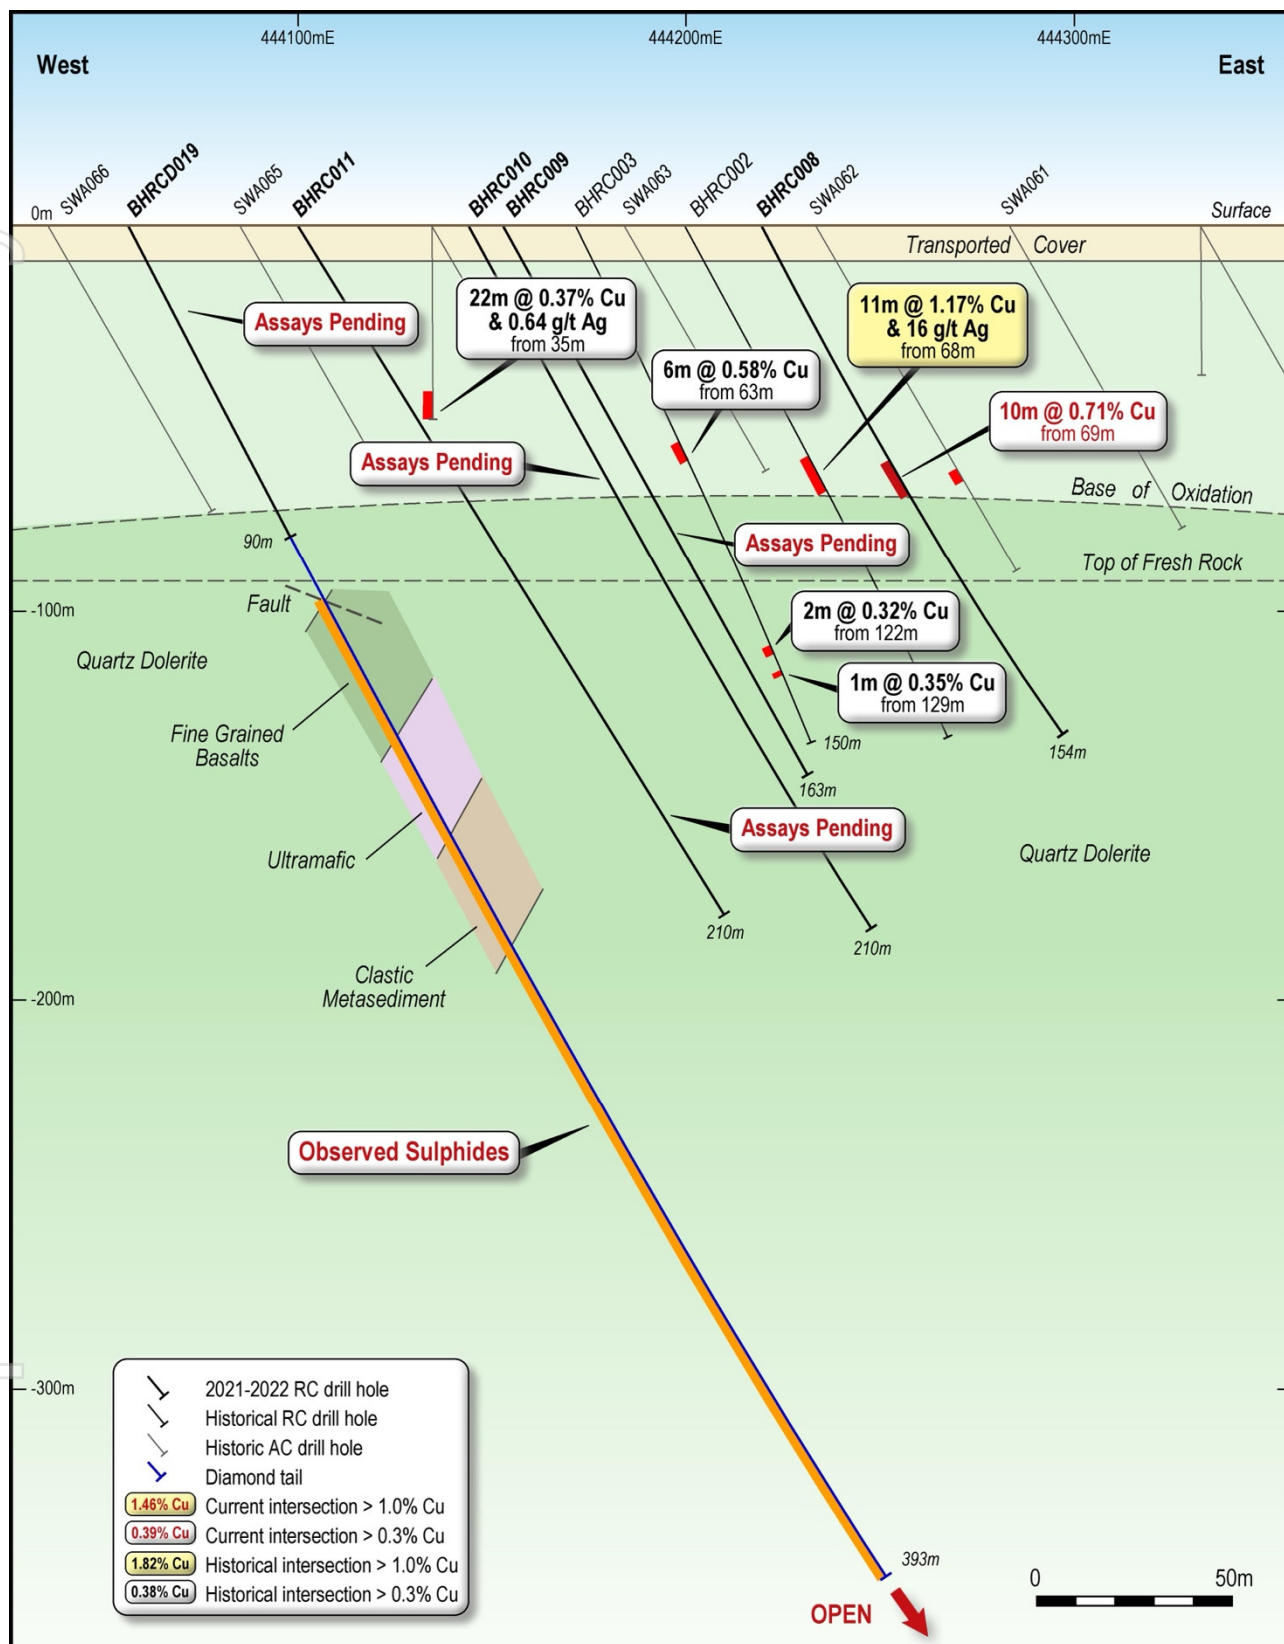 444100mE
444200mE
444300mE
West
East
SWA066
BHRCD019
SWA065
BHRC011
BHRC010
BHRC009
BHRC003
SWA063
BHRC002
BHRC008
SWA062
SWA061
0m
Surface
Transported Cover
22m @ 0.37% Cu
& 0.64 g/t Ag
from 35m
11m @ 1.17% Cu
& 16 g/t Ag
from 68m
Assays Pending
6m @ 0.58% Cu
from 63m
10m @ 0.71% Cu
from 69m
Assays Pending
Base of Oxidation
90m
Assays Pending
Top of Fresh Rock
Fault
-100m
2m @ 0.32% Cu
from 122m
Quartz Dolerite
1m @ 0.35% Cu
from 129m
Fine Grained
Basalts
150m
154m
163m
Assays Pending
Ultramafic
Quartz Dolerite
210m
210m
Clastic
Metasediment
-200m
Observed Sulphides
-300m
2021-2022 RC drill hole
Historical RC drill hole
Historic AC drill hole
Diamond tail
1.46% Cu Current intersection > 1.0% Cu
0.39% Cu Current intersection > 0.3% Cu
1.82% Cu Historical intersection > 1.0% Cu
0.38% Cu Historical intersection > 0.3% Cu
393m
OPEN
0 50m